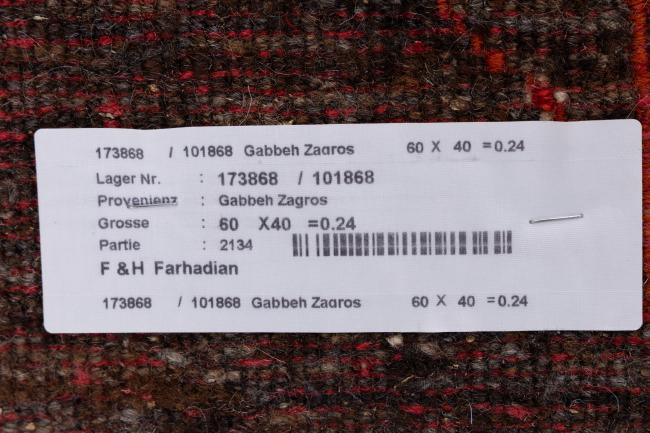 173868 / 101868 Gabbeh Zagros 60 X 40 =0.24
Lager Nr. : 173868 / 101868
Provenienz : Gabbeh Zagros
Grosse : 60 X40 =0.24
Partie : 2134
F &H Farhadian
173868 / 101868 Gabbeh Zagros 60 X 40 =0.24